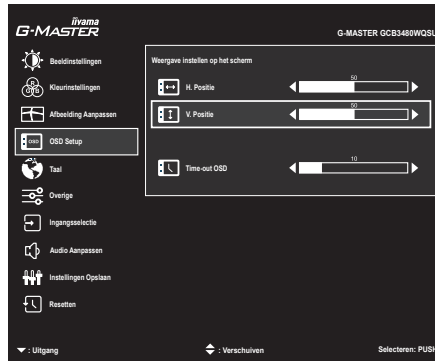 iiyama
G-MASTER
G-MASTER GCB3480WQSU
Beeldinstellingen
Kleurinstellingen
R
G
B
Afbeelding Aanpassen
OSD
OSD Setup
Taal
Overige
Ingangsselectie
Audio Aanpassen
Instellingen Opslaan
Resetten
Weergave instellen op het scherm
H. Positie
50
V. Positie
50
Time-out OSD
10
: Uitgang
: Verschuiven
Selecteren: PUSH